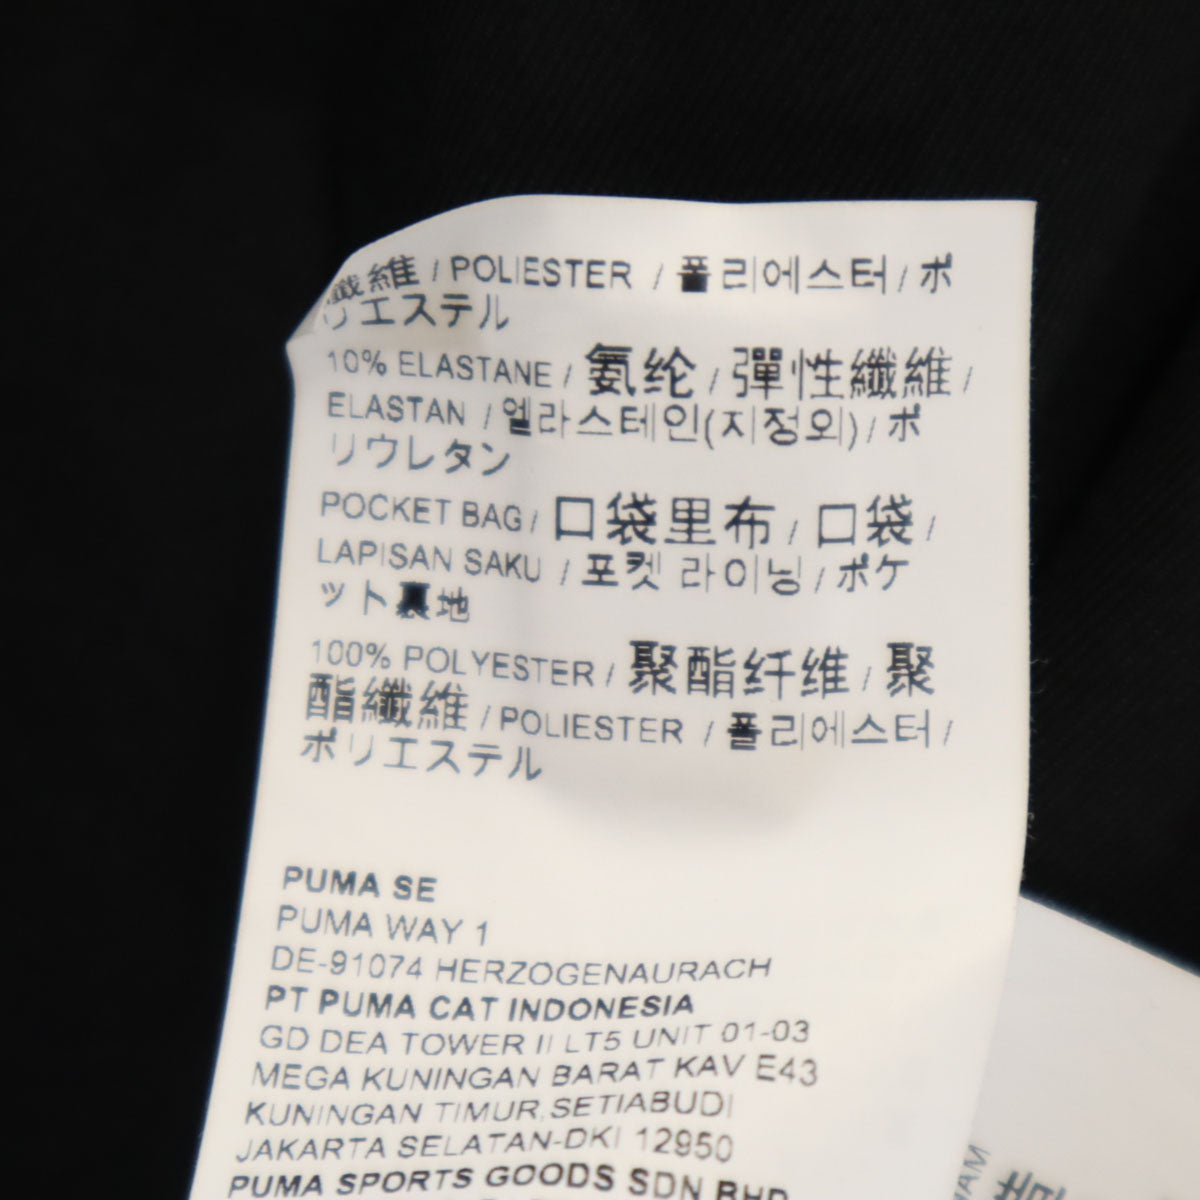 纖維 / POLIESTER / 폴리에스터 / ポ
リエステル
10% ELASTANE / 氨纶 / 彈性纖維 /
ELASTAN / 엘라스테인(지정외) / ポ
リウレタン
POCKET BAG / 口袋里布 / 口袋 /
LAPISAN SAKU / 포켓 라이닝 / ポケ
ット裏地
100% POLYESTER / 聚酯纤维 / 聚
酯纖維 / POLIESTER / 폴리에스터 /
ポリエステル
PUMA SE
PUMA WAY 1
DE-91074 HERZOGENAURACH
PT PUMA CAT INDONESIA
GD DEA TOWER II LT5 UNIT 01-03
MEGA KUNINGAN BARAT KAV E43
KUNINGAN TIMUR, SETIABUDI
JAKARTA SELATAN-DKI 12950
PUMA SPORTS GOODS SDN BHD